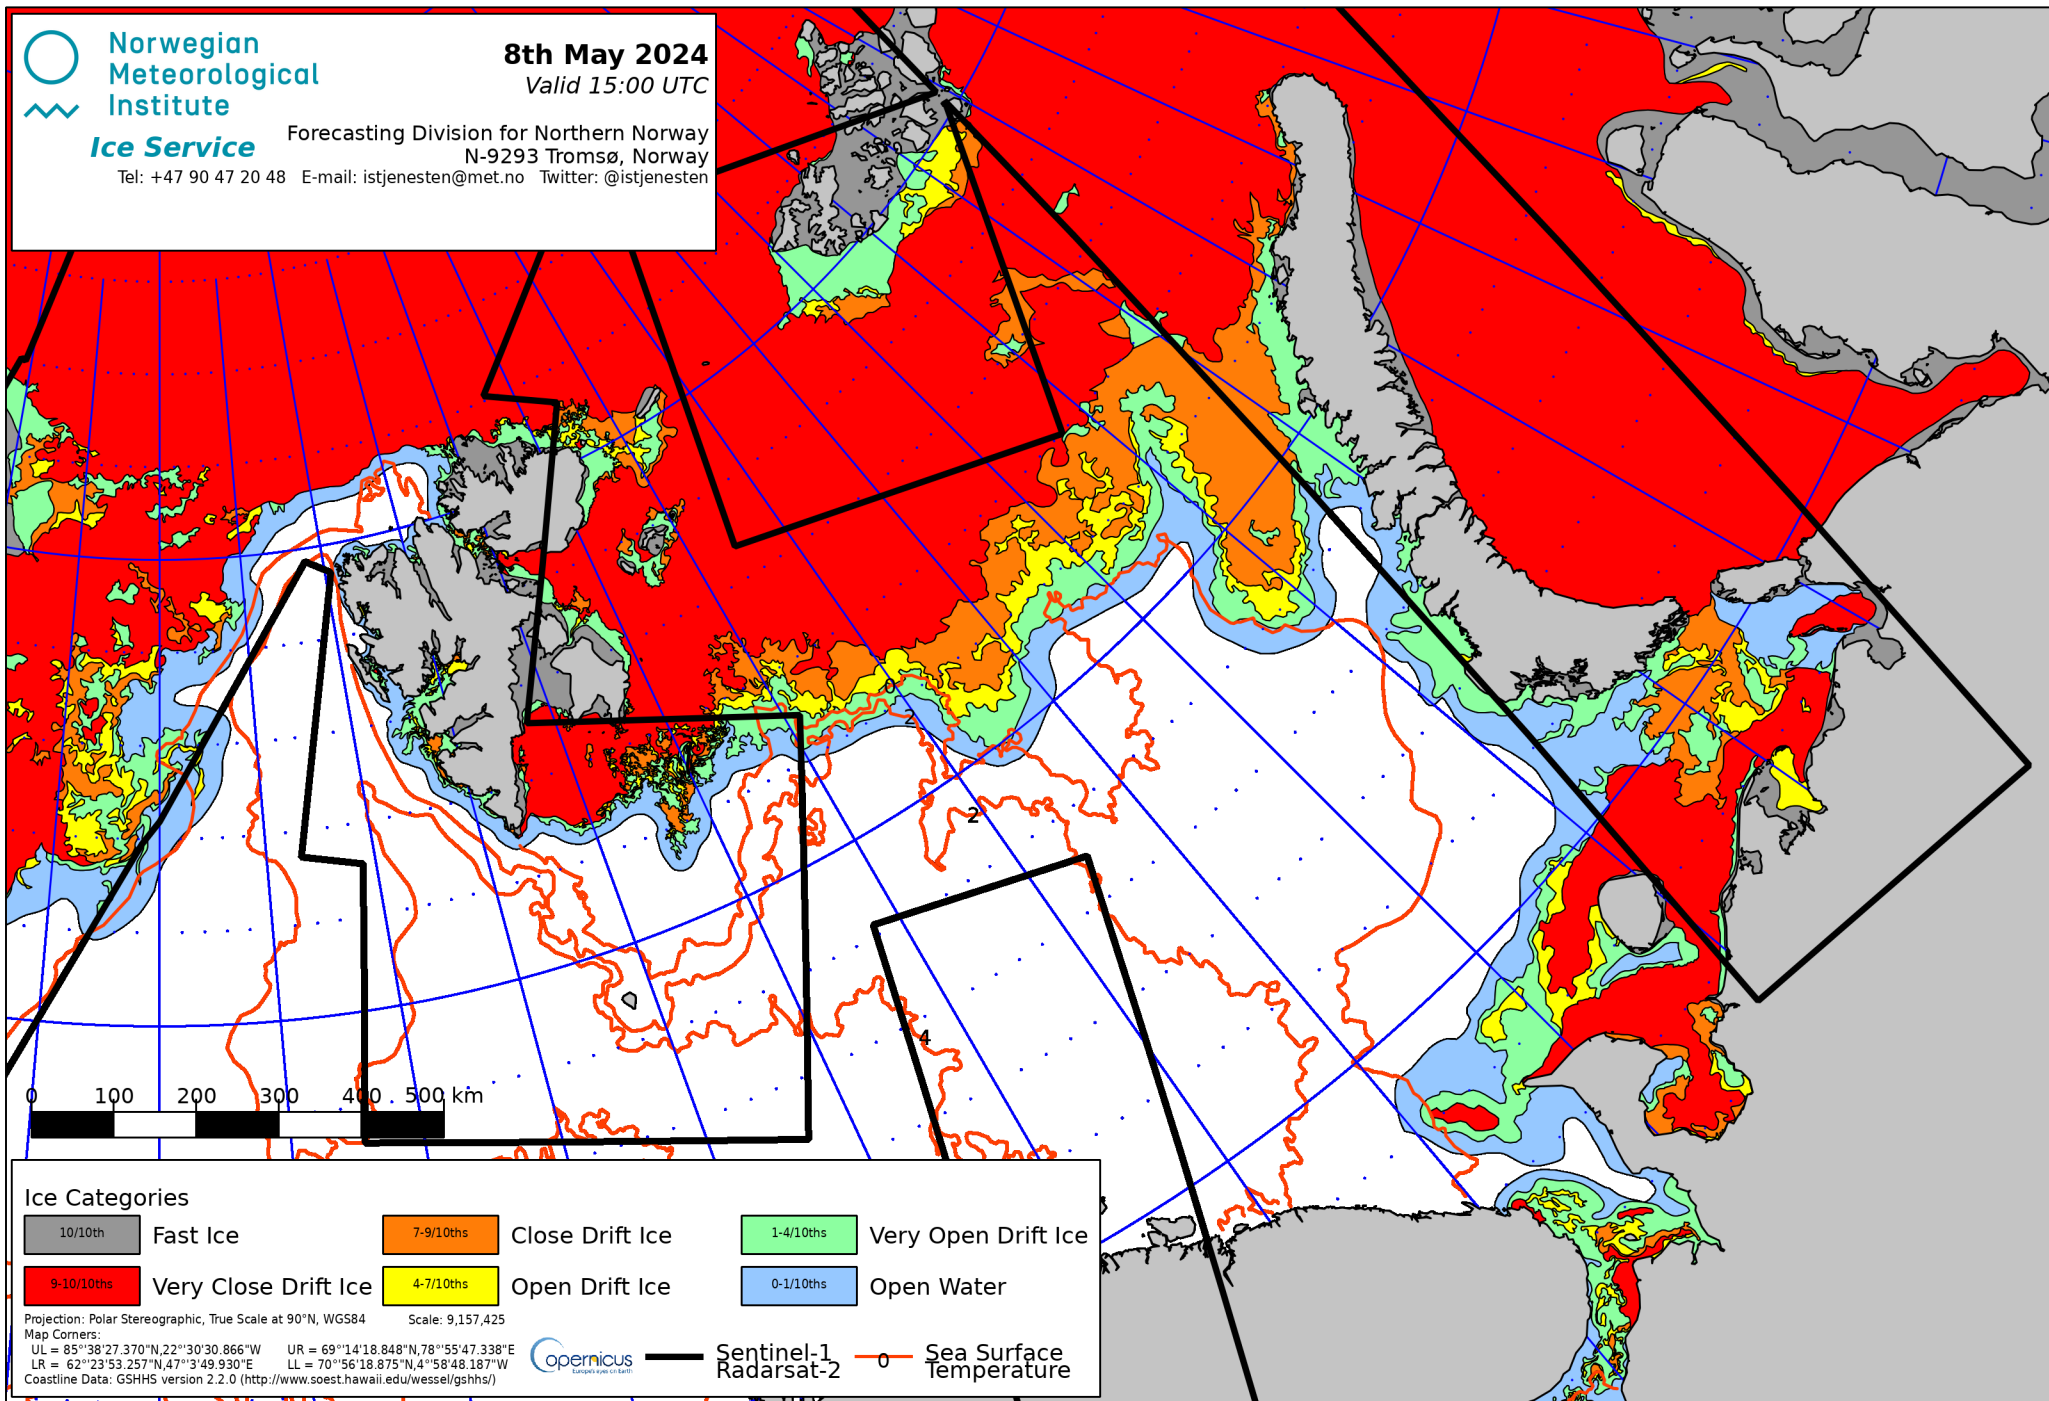 Norwegian
Meteorological
Institute
Ice Service
8th May 2024
Valid 15:00 UTC
Forecasting Division for Northern Norway
N-9293 Tromsø, Norway
Tel: +47 90 47 20 48 E-mail: istjenesten@met.no Twitter: @istjenesten
0
2
2
4
0 100 200 300 400 500 km
Ice Categories
10/10th Fast Ice 7-9/10ths Close Drift Ice 1-4/10ths Very Open Drift Ice
9-10/10ths Very Close Drift Ice 4-7/10ths Open Drift Ice 0-1/10ths Open Water
Projection: Polar Stereographic, True Scale at 90°N, WGS84 Scale: 9,157,425
Map Corners:
UL = 85°'38'27.370"N,22°'30'30.866"W UR = 69°'14'18.848"N,78°'55'47.338"E
LR = 62°'23'53.257"N,47°'3'49.930"E LL = 70°'56'18.875"N,4°'58'48.187"W
Coastline Data: GSHHS version 2.2.0 (http://www.soest.hawaii.edu/wessel/gshhs/)
opernicus
Europe's eyes on Earth
Sentinel-1
Radarsat-2
0
Sea Surface
Temperature